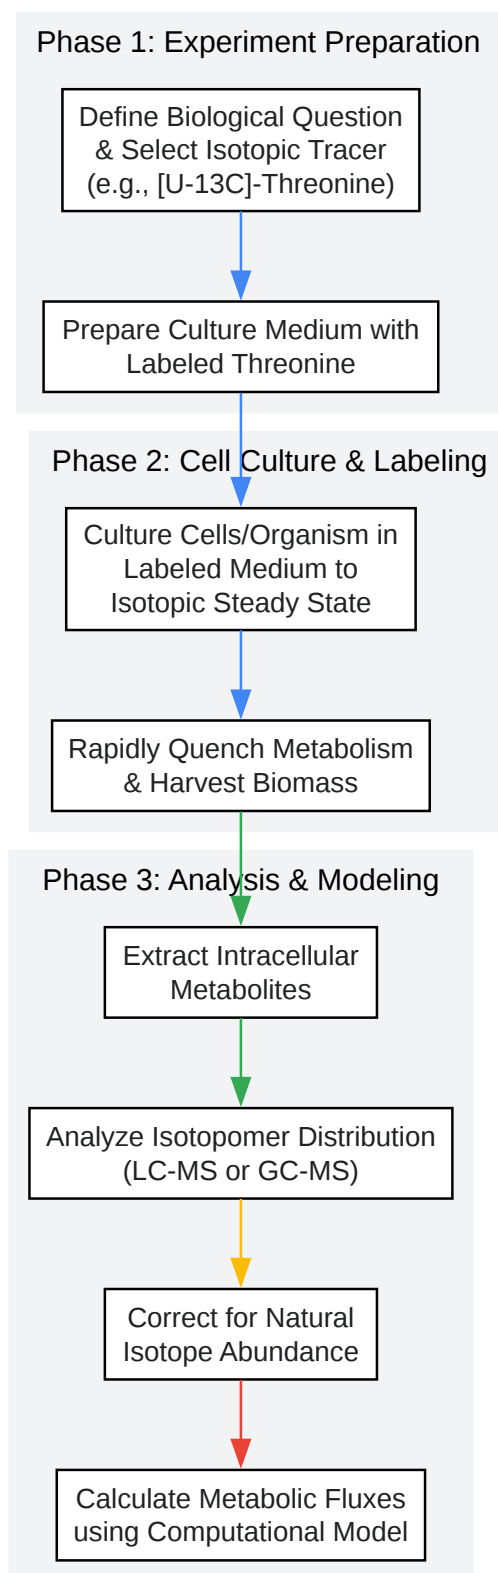 Phase 1: Experiment Preparation
Define Biological Question
& Select Isotopic Tracer
(e.g., [U-13C]-Threonine)
Prepare Culture Medium with
Labeled Threonine
Phase 2: Cell Culture & Labeling
Culture Cells/Organism in
Labeled Medium to
Isotopic Steady State
Rapidly Quench Metabolism
& Harvest Biomass
Phase 3: Analysis & Modeling
Extract Intracellular
Metabolites
Analyze Isotopomer Distribution
(LC-MS or GC-MS)
Correct for Natural
Isotope Abundance
Calculate Metabolic Fluxes
using Computational Model